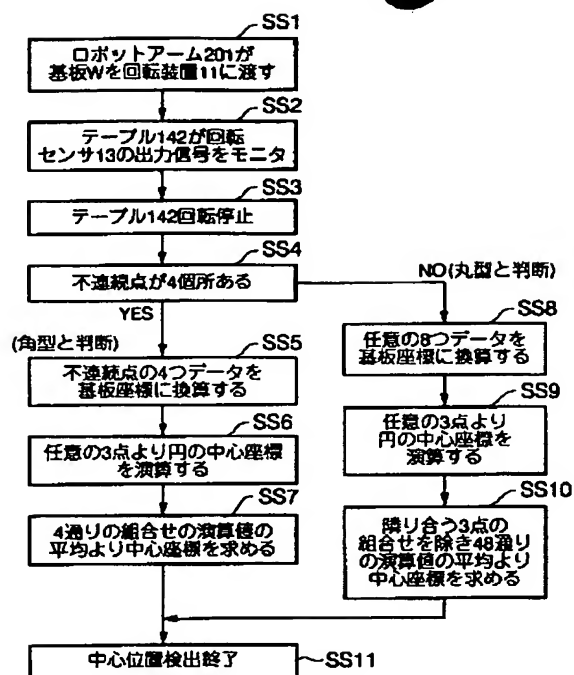 SS1
ロボットアーム201が
基板Wを回転装置11に渡す
SS2
テーブル142が回転
センサ13の出力信号をモニタ
SS3
テーブル142回転停止
SS4
不連続点が4個所ある
NO(丸型と判断)
YES
(角型と判断)
SS5
不連続点の4つデータを
基板座標に換算する
SS6
任意の3点より円の中心座標
を演算する
SS7
4通りの組合せの演算値の
平均より中心座標を求める
SS8
任意の8つデータを
基板座標に換算する
SS9
任意の3点より
円の中心座標を
演算する
SS10
隣り合う3点の
組合せを除き48通り
の演算値の平均より
中心座標を求める
中心位置検出終了
SS11